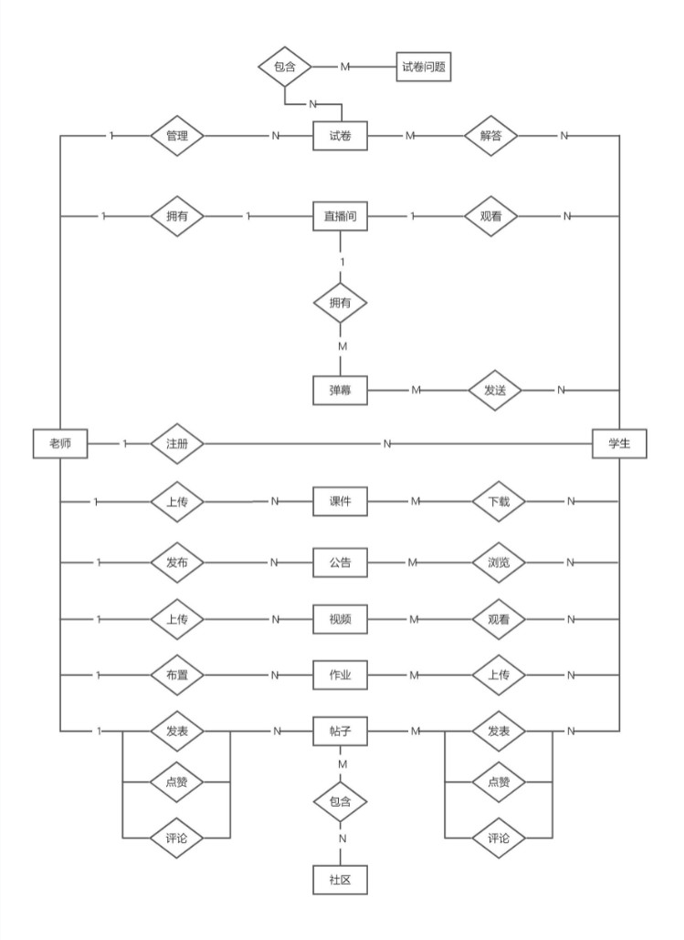 包含 M 试卷问题
N
1 管理 N 试卷 M 解答 N
1 拥有 1 直播间 1 观看 N
1
拥有
M
弹幕 M 发送 N
老师 1 注册 N 学生
1 上传 N 课件 M 下载 N
1 发布 N 公告 M 浏览 N
1 上传 N 视频 M 观看 N
1 布置 N 作业 M 上传 N
1 发表 N 帖子 M 发表 N
M
点赞 点赞
包含
评论 N 评论
社区